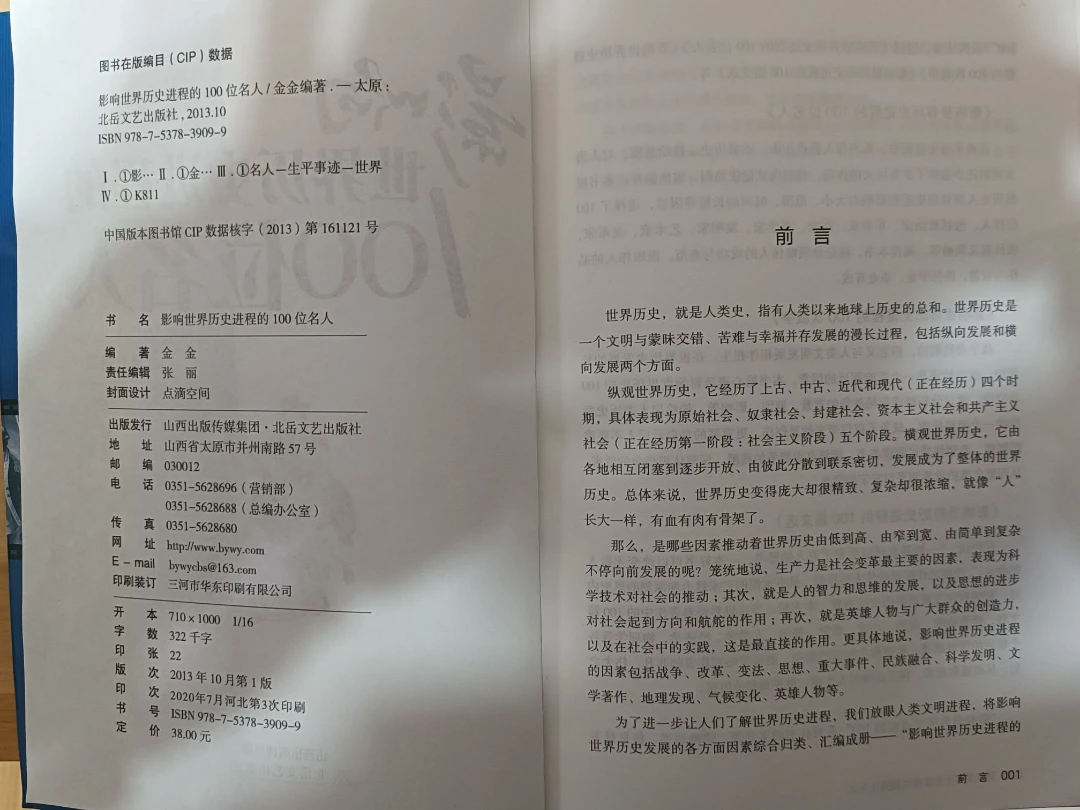 图书在版编目（CIP）数据
影响世界历史进程的 100 位名人 / 金金编著 . — 太原 :
北岳文艺出版社, 2013.10
ISBN 978-7-5378-3909-9
Ⅰ . ①影… Ⅱ . ①金… Ⅲ . ①名人—生平事迹—世界
Ⅳ . ① K811
中国版本图书馆 CIP 数据核字（2013）第 161121 号
书 名 影响世界历史进程的 100 位名人
编 著 金 金
责任编辑 张 丽
封面设计 点滴空间
出版发行 山西出版传媒集团·北岳文艺出版社
地 址 山西省太原市并州南路 57 号
邮 编 030012
电 话 0351-5628696（营销部）
0351-5628688（总编办公室）
传 真 0351-5628680
网 址 http://www.bywy.com
E－mail bywycbs@163.com
印刷装订 三河市华东印刷有限公司
开 本 710×1000 1/16
字 数 322 千字
印 张 22
版 次 2013 年 10 月第 1 版
印 次 2020年7月河北第3次印刷
书 号 ISBN 978-7-5378-3909-9
定 价 38.00 元
前 言
世界历史，就是人类史，指有人类以来地球上历史的总和。世界历史是
一个文明与蒙昧交错、苦难与幸福并存发展的漫长过程，包括纵向发展和横
向发展两个方面。
纵观世界历史，它经历了上古、中古、近代和现代（正在经历）四个时
期，具体表现为原始社会、奴隶社会、封建社会、资本主义社会和共产主义
社会（正在经历第一阶段：社会主义阶段）五个阶段。横观世界历史，它由
各地相互闭塞到逐步开放、由彼此分散到联系密切，发展成为了整体的世界
历史。总体来说，世界历史变得庞大却很精致、复杂却很浓缩，就像“人”
长大一样，有血有肉有骨架了。
那么，是哪些因素推动着世界历史由低到高、由窄到宽、由简单到复杂
不停向前发展的呢？笼统地说，生产力是社会变革最主要的因素，表现为科
学技术对社会的推动；其次，就是人的智力和思维的发展，以及思想的进步
对社会起到方向和航舵的作用；再次，就是英雄人物与广大群众的创造力，
以及在社会中的实践，这是最直接的作用。更具体地说，影响世界历史进程
的因素包括战争、改革、变法、思想、重大事件、民族融合、科学发明、文
学著作、地理发现、气候变化、英雄人物等。
为了进一步让人们了解世界历史进程，我们放眼人类文明进程，将影响
世界历史发展的各方面因素综合归类、汇编成册——“影响世界历史进程的
前 言 001